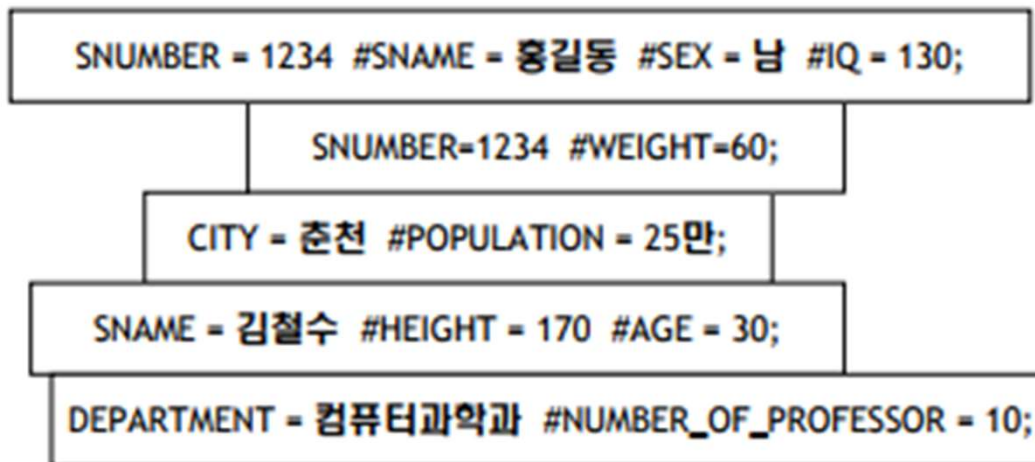 SNUMBER = 1234 #SNAME = 홍길동 #SEX = 남 #IQ = 130;
SNUMBER=1234 #WEIGHT=60;
CITY = 춘천 #POPULATION = 25만;
SNAME = 김철수 #HEIGHT = 170 #AGE = 30;
DEPARTMENT = 컴퓨터과학과 #NUMBER_OF_PROFESSOR = 10;